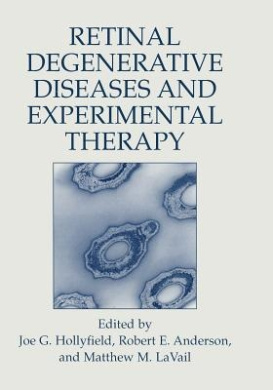 RETINAL
DEGENERATIVE
DISEASES AND
EXPERIMENTAL
THERAPY
Edited by
Joe G. Hollyfield, Robert E. Anderson,
and Matthew M. LaVail